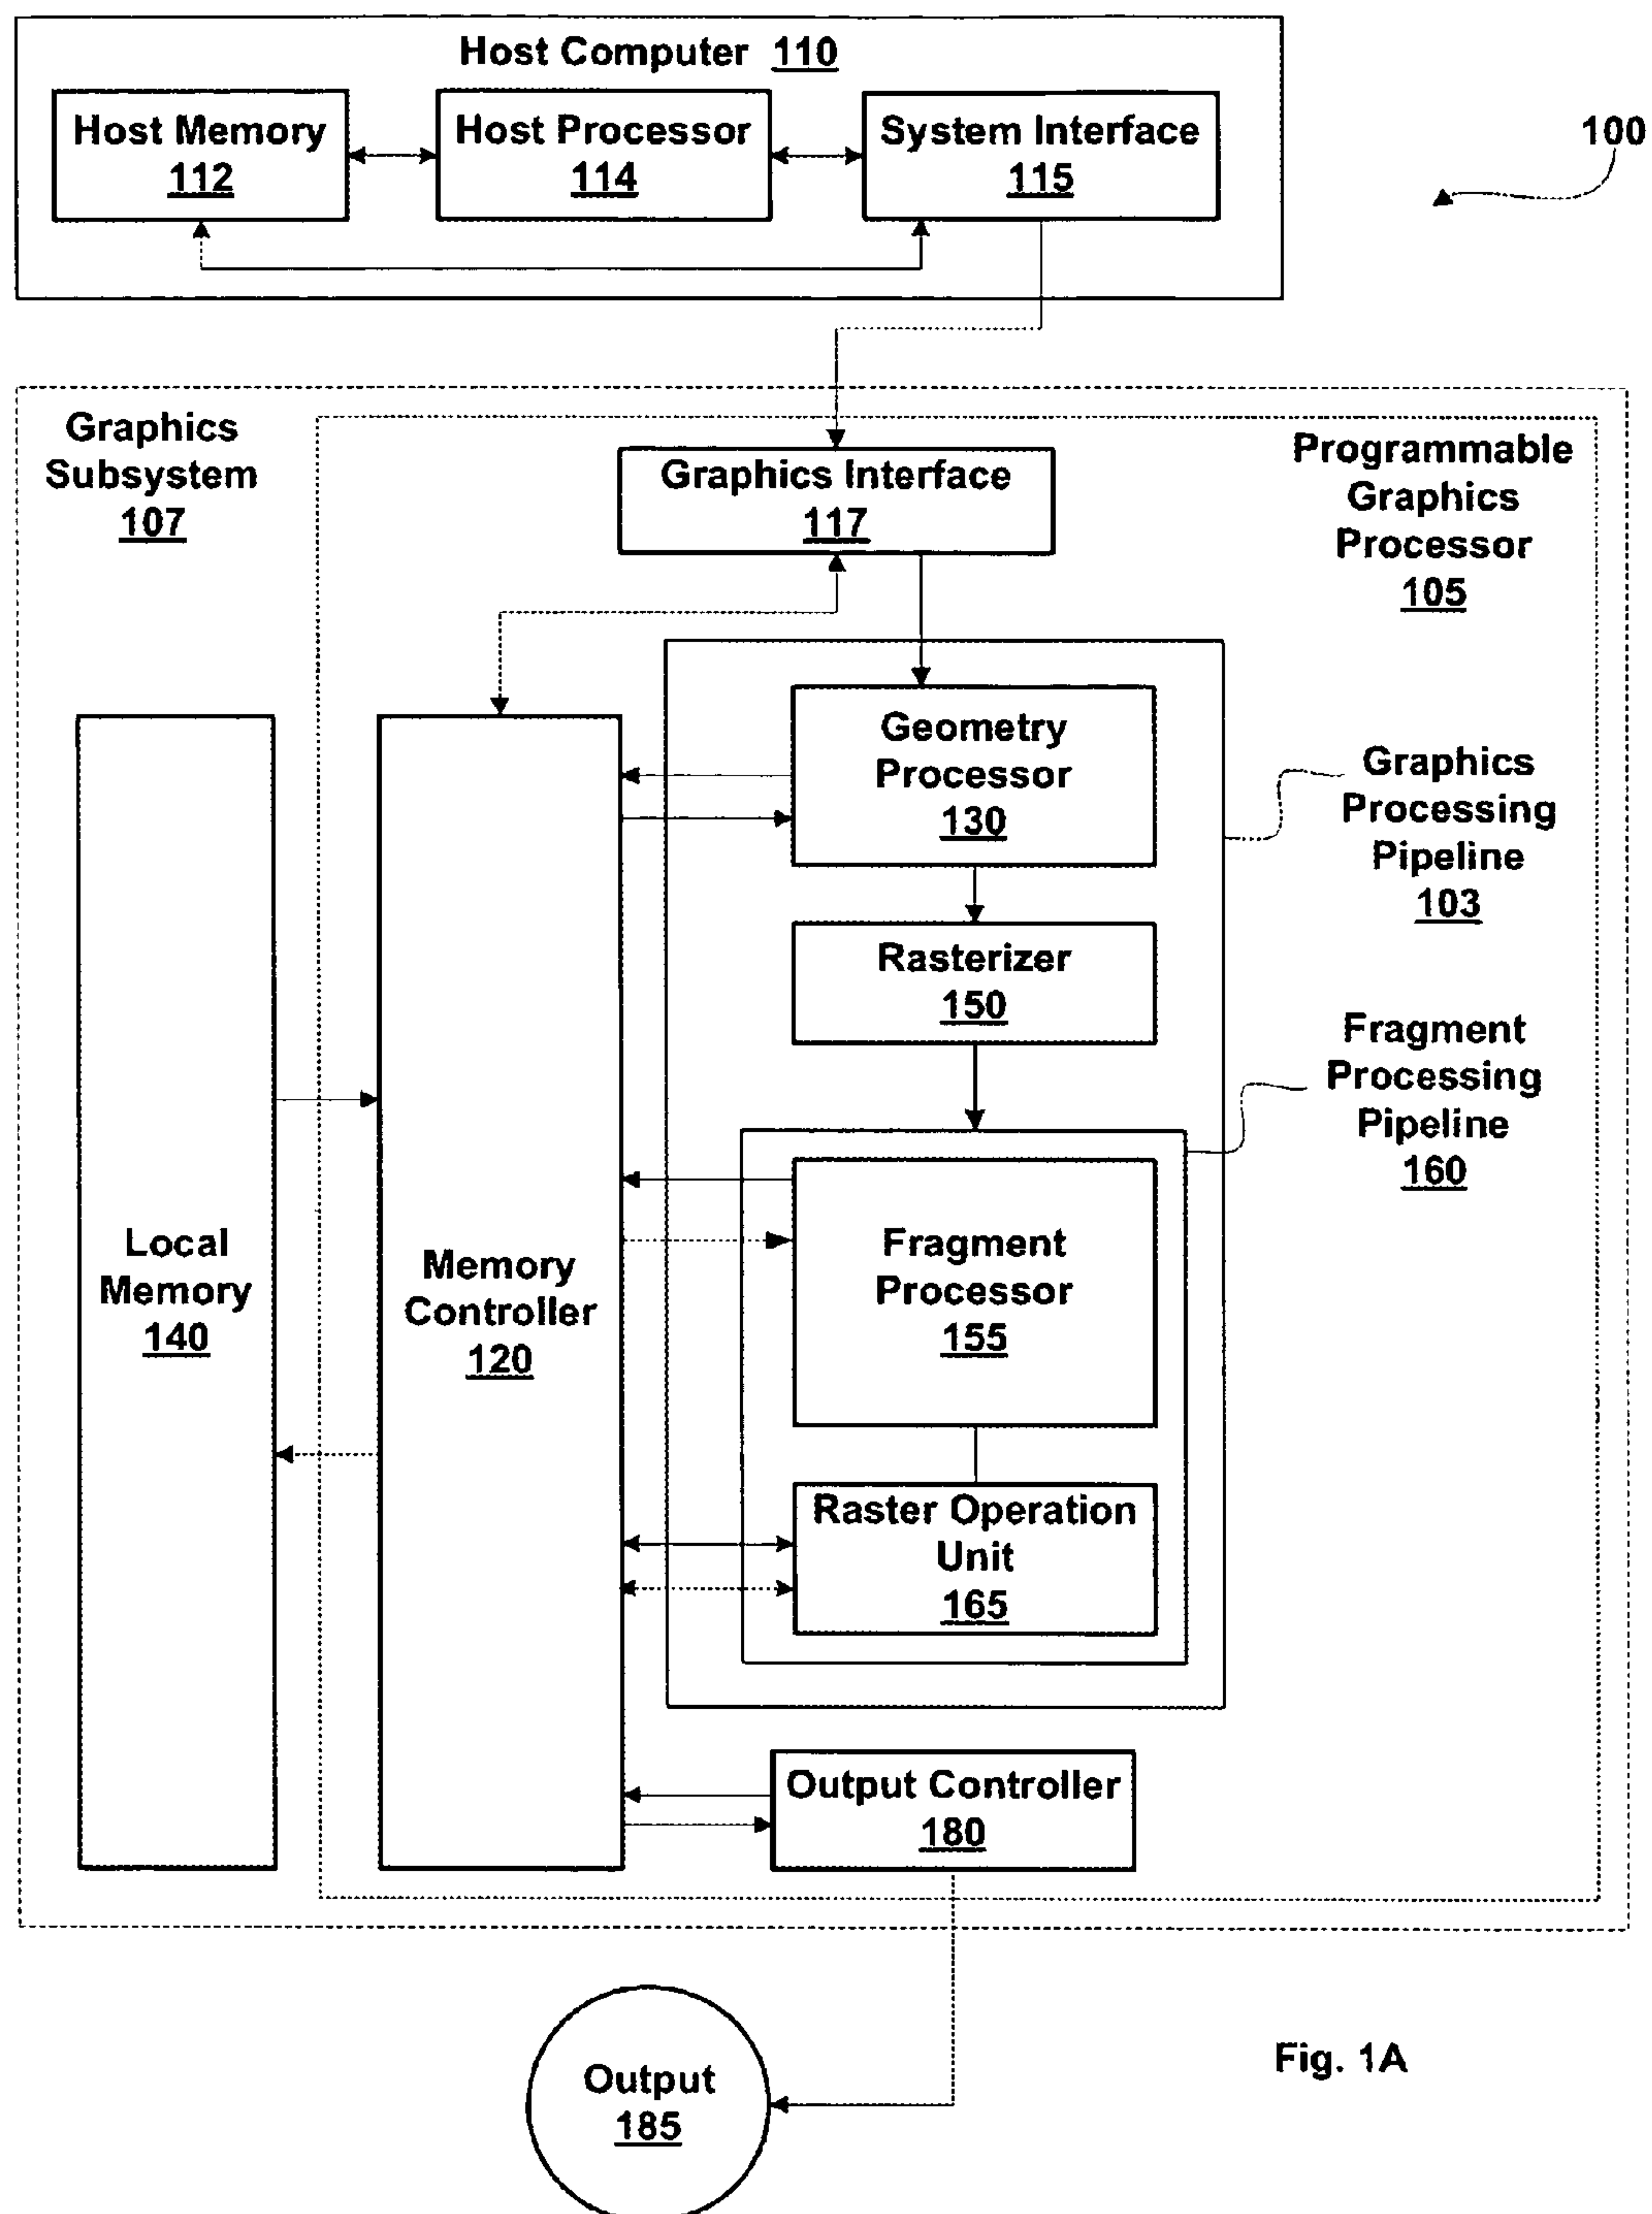 Host Computer 110
Host Memory
112
Host Processor
114
System Interface
115
100
Graphics
Subsystem
107
Graphics Interface
117
Programmable
Graphics
Processor
105
Geometry
Processor
130
Graphics
Processing
Pipeline
103
Rasterizer
150
Fragment
Processing
Pipeline
160
Local
Memory
140
Memory
Controller
120
Fragment
Processor
155
Raster Operation
Unit
165
Output Controller
180
Output
185
Fig. 1A